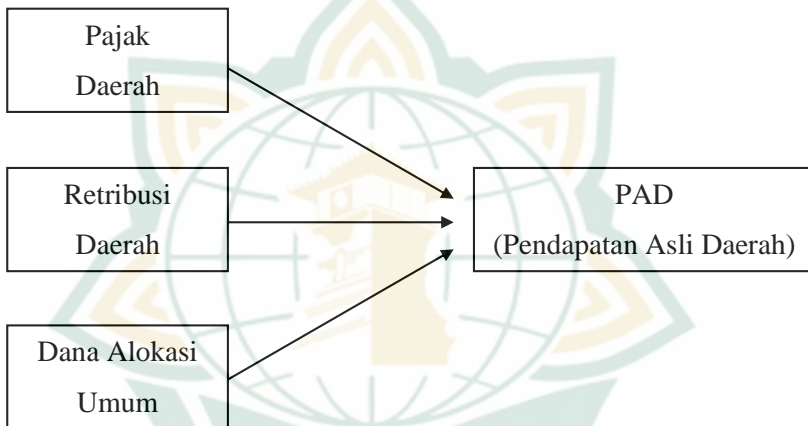 Pajak
Daerah
Retribusi
Daerah
PAD
(Pendapatan Asli Daerah)
Dana Alokasi
Umum